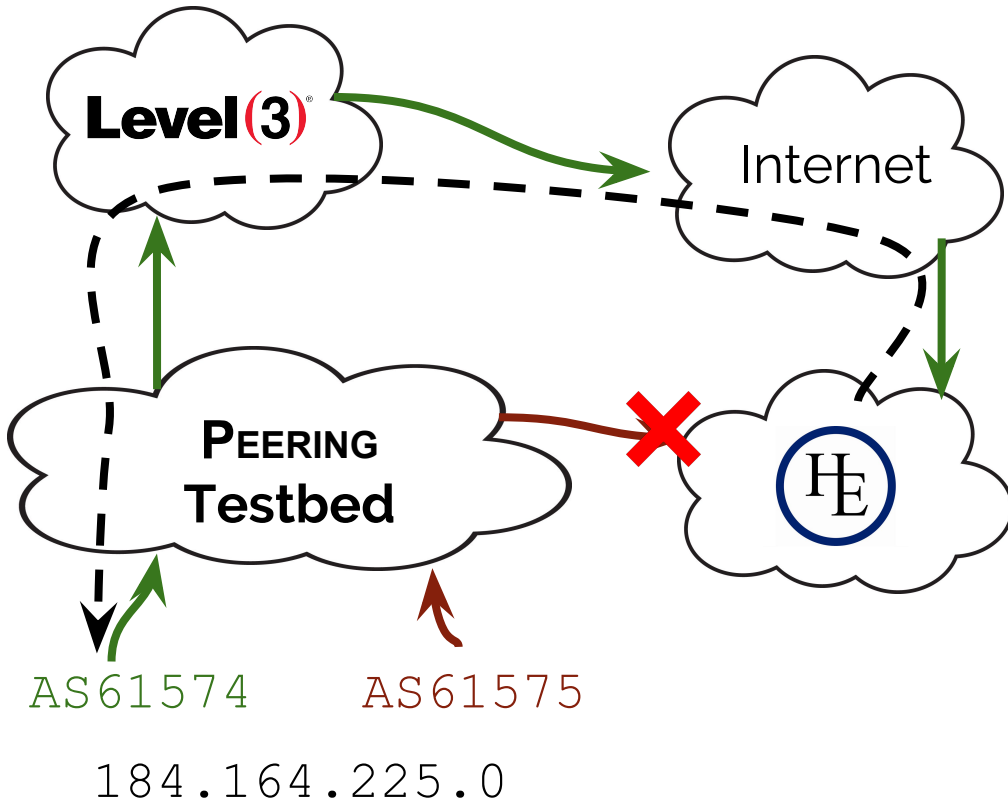 Level(3)®
Internet
PEERING
Testbed
HE
AS61574 AS61575
184.164.225.0